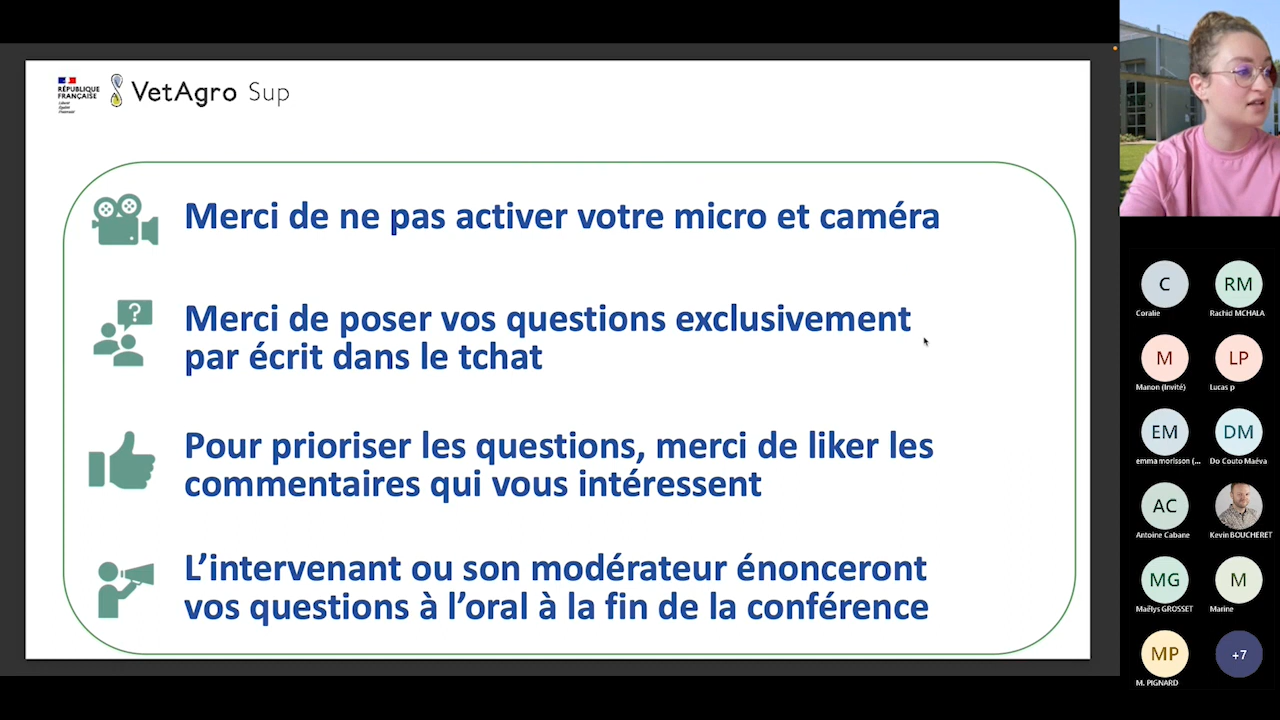 RÉPUBLIQUE
FRANÇAISE
Liberté
Égalité
Fraternité
VetAgro Sup
Merci de ne pas activer votre micro et caméra
?
Merci de poser vos questions exclusivement
par écrit dans le tchat
Pour prioriser les questions, merci de liker les
commentaires qui vous intéressent
L’intervenant ou son modérateur énonceront
vos questions à l’oral à la fin de la conférence
C
RM
Coralie
Rachid MCHALA
M
LP
Manon (Invité)
Lucas p
EM
DM
emma morisson (...
Do Couto Maéva
AC
Antoine Cabane
Kevin BOUCHERET
MG
M
Maëlys GROSSET
Marine
MP
+7
M. PIGNARD